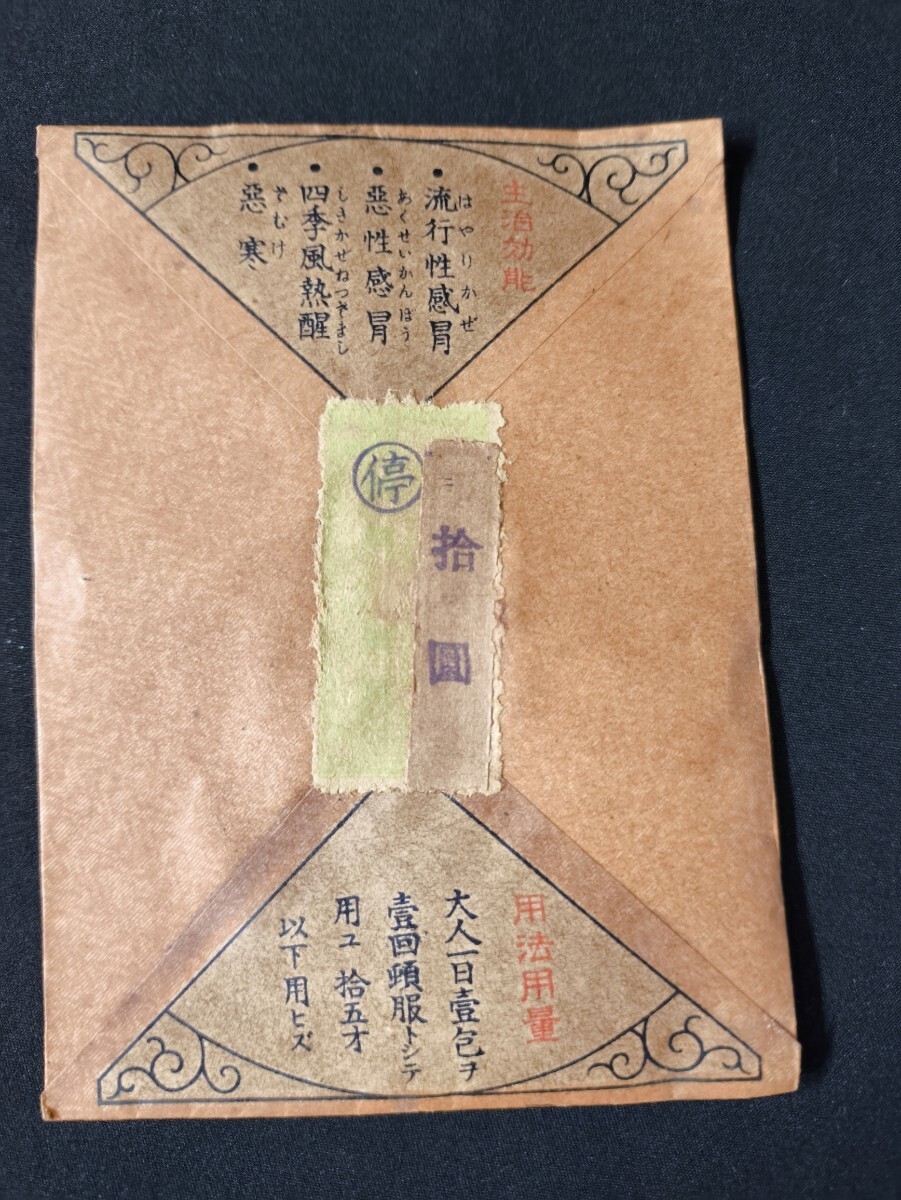 主治効能
はやりかぜ
・流行性感冒
あくせいかんぼう
・惡性感冒
しきかぜねつさまし
・四季風熱醒
さむけ
・惡寒
停
拾圓
用法用量
大人一日壹包ヲ
壹回頓服トシテ
用ユ 拾五才
以下用ヒズ